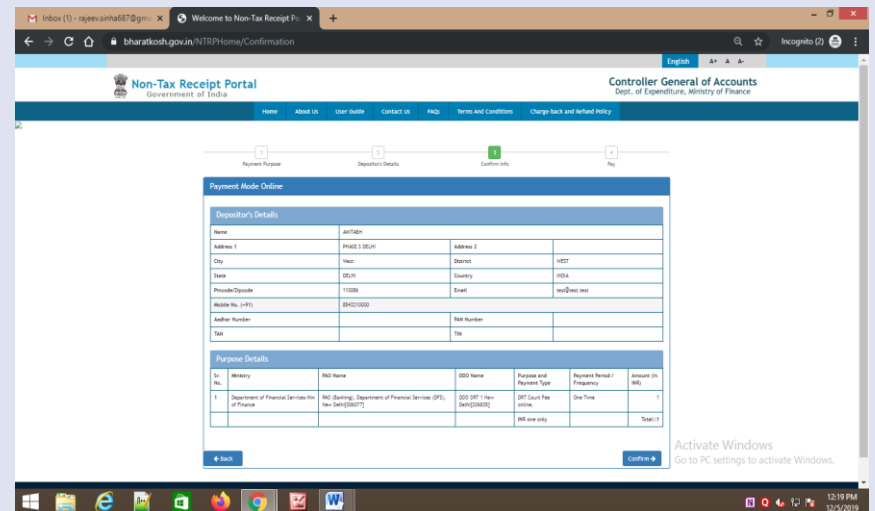 Inbox (1) - rajeev.sinha687@gma
Welcome to Non-Tax Receipt Po
bharatkosh.gov.in/NTRPHome/Confirmation
Incognito (2)
English A+ A A-
Non-Tax Receipt Portal
Government of India
Controller General of Accounts
Dept. of Expenditure, Ministry of Finance
Home About Us User Guide Contact Us FAQs Terms And Conditions Charge-back and Refund Policy
1 2 3 4
Payment Purpose Depositor's Details Confirm Info Pay
Payment Mode Online
Depositor's Details
Name AMITABH
Address 1 PHASE 3 DELHI Address 2
City West District WEST
State DELHI Country INDIA
Pincode/Zipcode 110086 Email test@test.test
Mobile No. (+91)
Aadhar Number PAN Number
TAN TIN
Purpose Details
Sr. No. Ministry PAO Name DDO Name Purpose and Payment Type Payment Period / Frequency Amount (In INR)
1 Department of Financial Services Min of Finance PAO (Banking), Department of Financial Services (DFS), New Delhi DDO DRT 1 New Delhi DRT Court Fee online, One Time 1
INR one only Total:1
Back Confirm
Activate Windows
Go to PC settings to activate Windows.
12:19 PM
12/5/2019